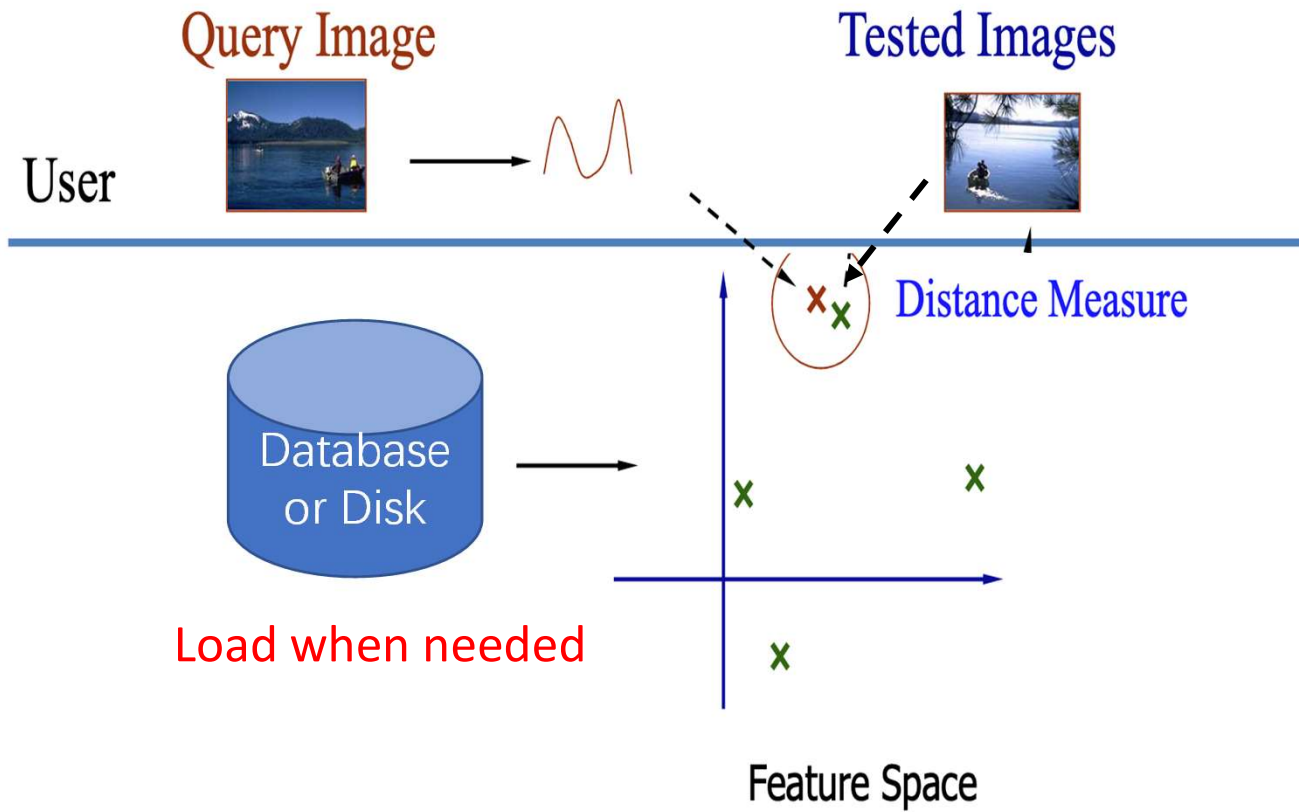 Query Image
Tested Images
User
Distance Measure
Database
or Disk
Load when needed
Feature Space